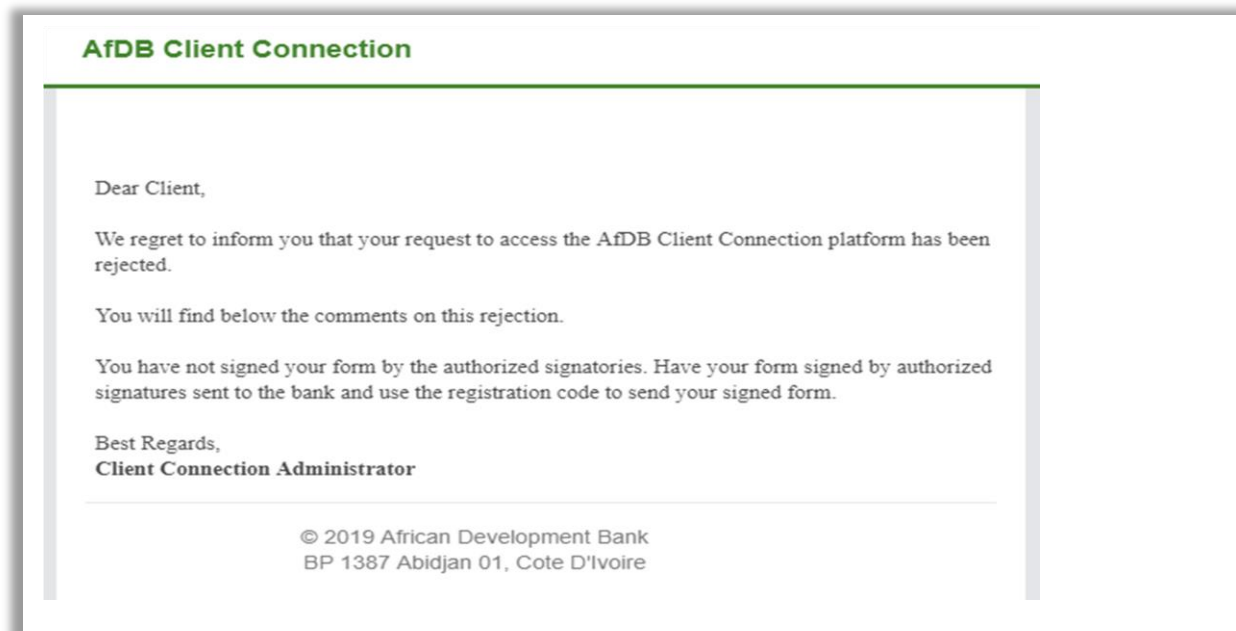 AfDB Client Connection
Dear Client,
We regret to inform you that your request to access the AfDB Client Connection platform has been
rejected.
You will find below the comments on this rejection.
You have not signed your form by the authorized signatories. Have your form signed by authorized
signatures sent to the bank and use the registration code to send your signed form.
Best Regards,
Client Connection Administrator
© 2019 African Development Bank
BP 1387 Abidjan 01, Cote D'Ivoire